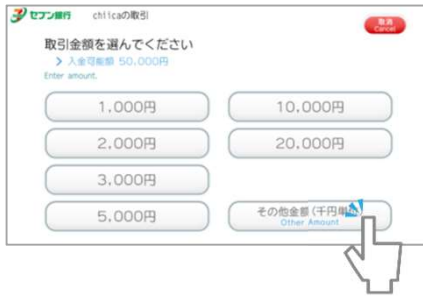 セブン銀行 chiicaの取引
取消
Cancel
取引金額を選んでください
> 入金可能額 50,000円
Enter amount.
1,000円
10,000円
2,000円
20,000円
3,000円
5,000円
その他金額(千円単
Other Amount